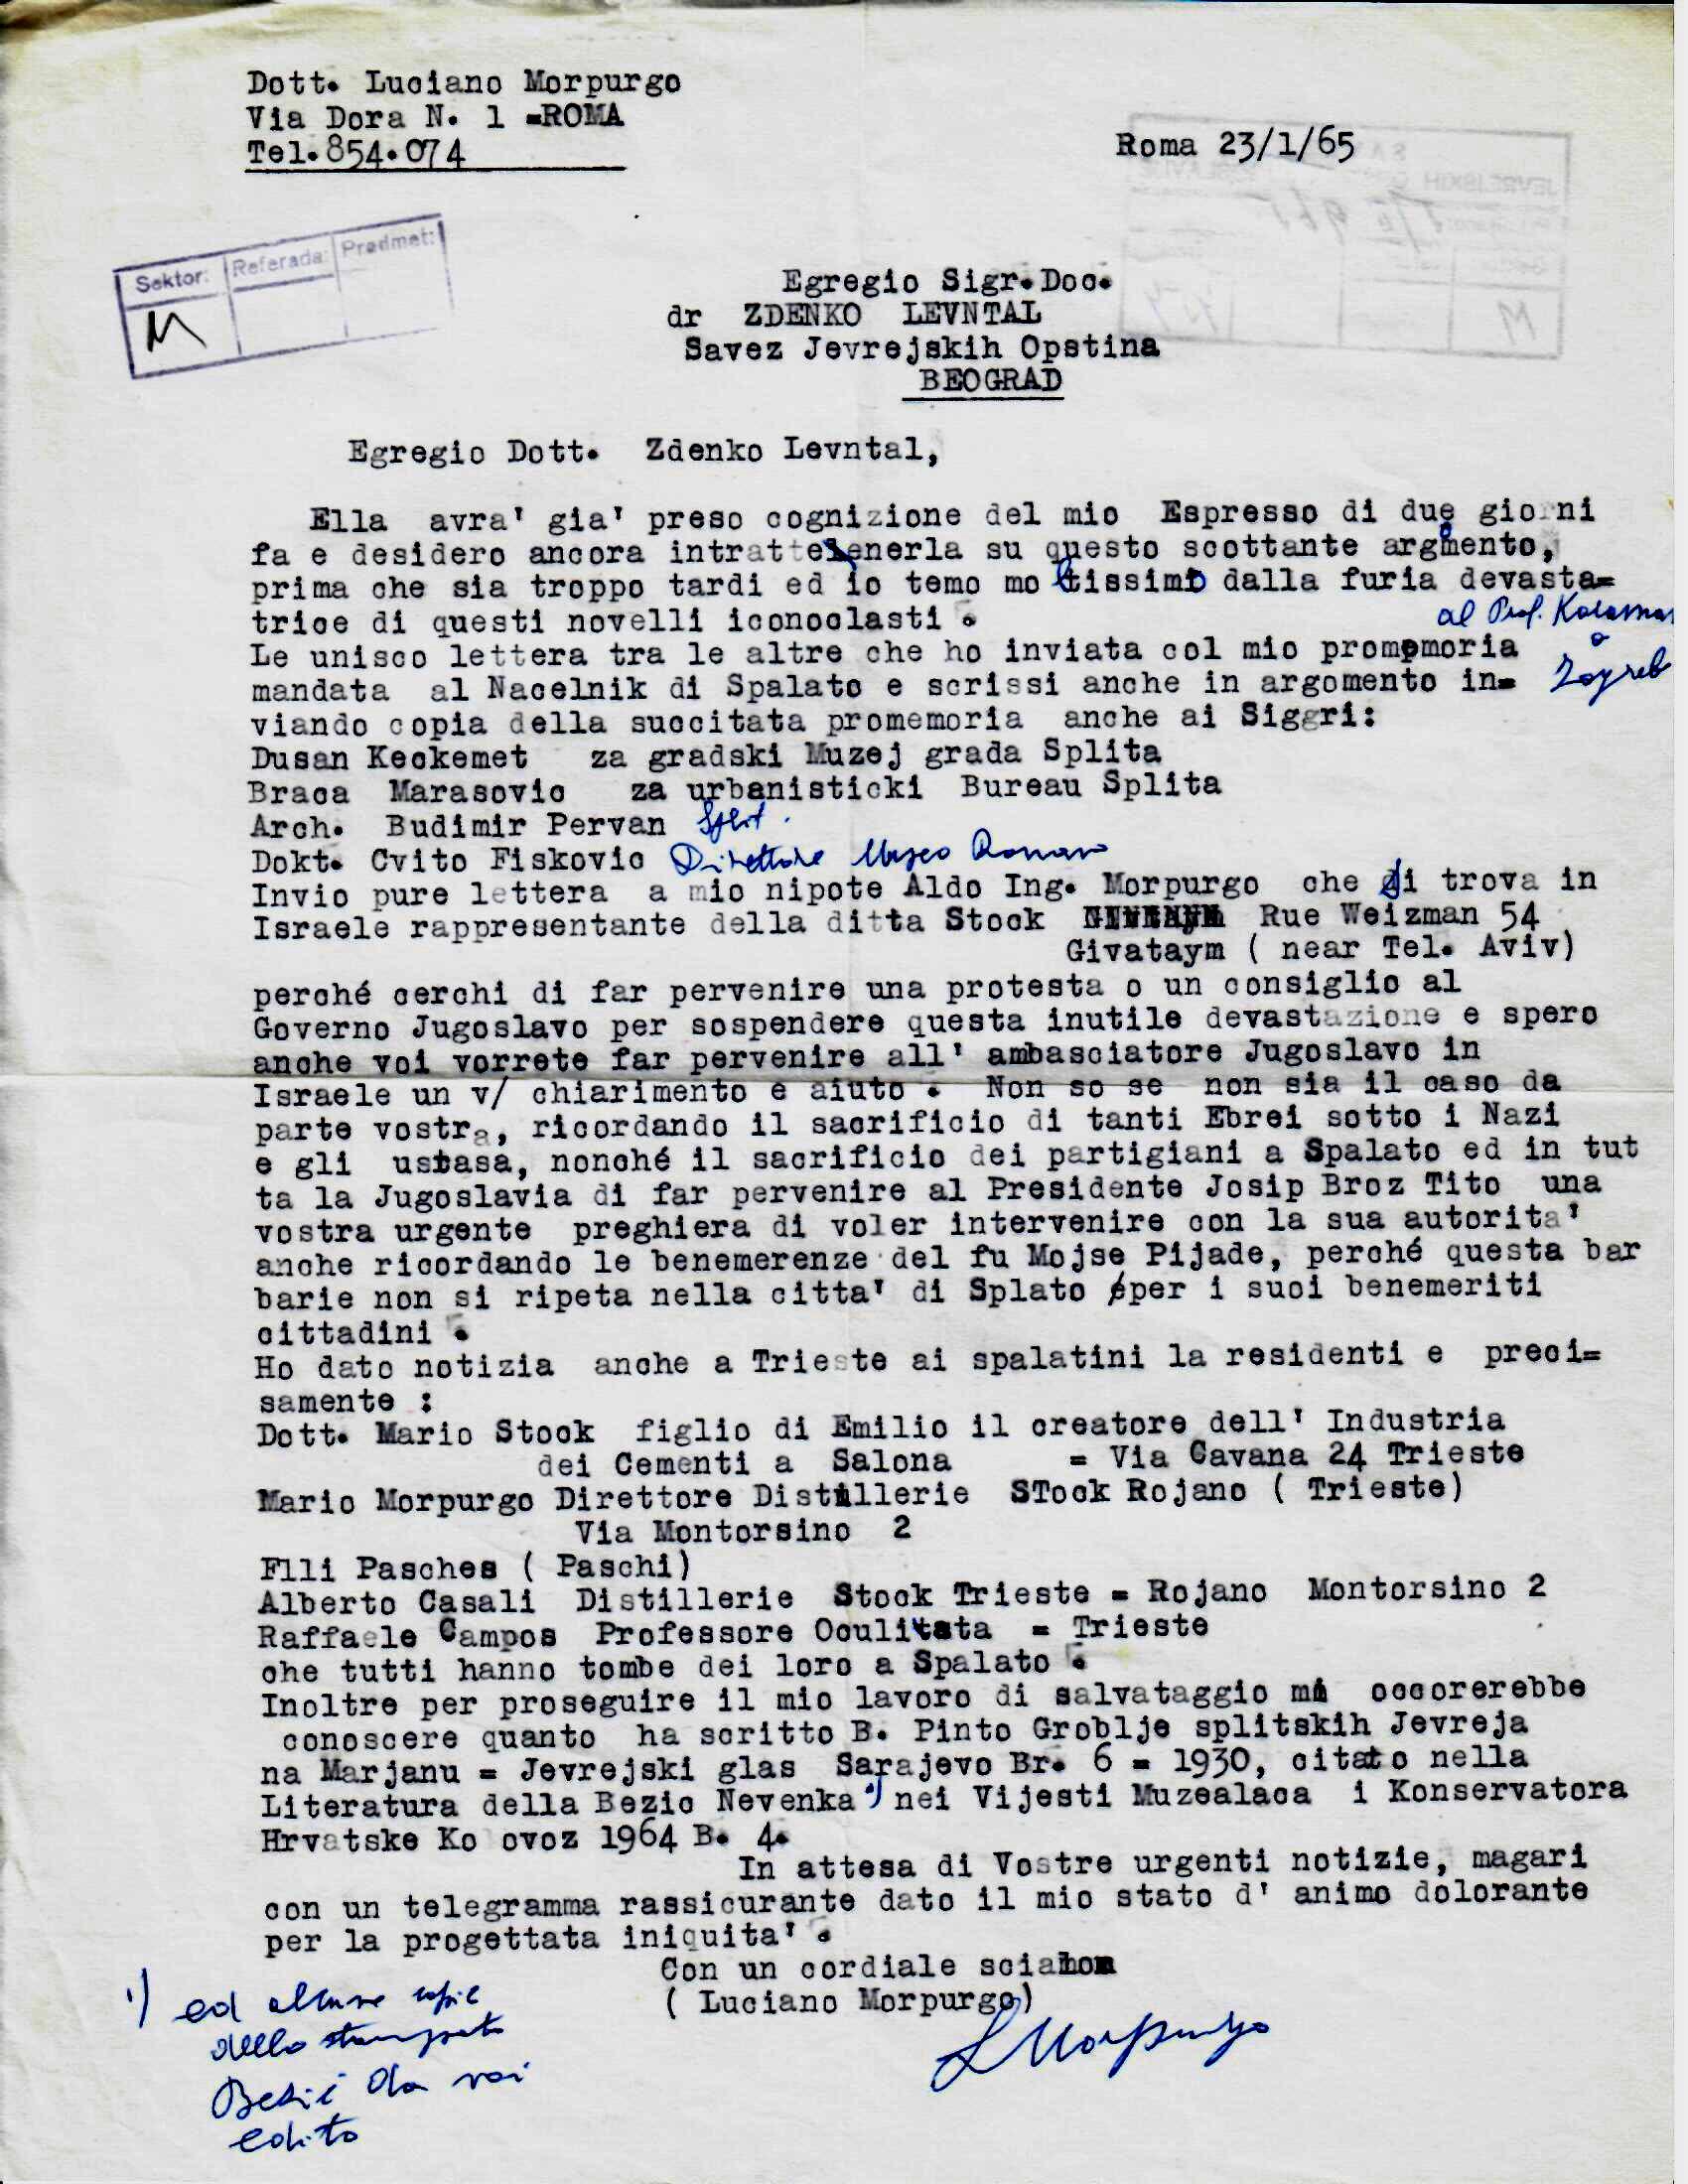 Dott. Luciano Morpurgo
Via Dora N. 1 =ROMA
Tel.854.074
Roma 23/1/65
Sektor: Referada: Predmet:
M
Egregio Sigr.Doc.
dr ZDENKO LEVNTAL
Savez Jevrejskih Opstina
BEOGRAD
Egregio Dott. Zdenko Levntal,
Ella avra' gia' preso cognizione del mio Espresso di due giorni
fa e desidero ancora intrattenerla su questo scottante argomento,
prima che sia troppo tardi ed io temo moltissimo dalla furia devasta=
trice di questi novelli iconoclasti .
al Prof.
a
Zagreb
Le unisco lettera tra le altre che ho inviata col mio promemoria
mandata al Nacelnik di Spalato e scrissi anche in argomento in=
viando copia della succitata promemoria anche ai Siggri:
Dusan Keckemet za gradski Muzej grada Splita
Braca Marasovic za urbanisticki Bureau Splita
Arch. Budimir Pervan Split.
Dokt. Cvito Fiskovic Direttore Museo Romano
Invio pure lettera a mio nipote Aldo Ing. Morpurgo che si trova in
Israele rappresentante della ditta Stock Rue Weizman 54
Givataym ( near Tel. Aviv)
perché cerchi di far pervenire una protesta o un consiglio al
Governo Jugoslavo per sospendere questa inutile devastazione e spero
anche voi vorrete far pervenire all' ambasciatore Jugoslavo in
Israele un v/ chiarimento e aiuto . Non so se non sia il caso da
parte vostra, ricordando il sacrificio di tanti Ebrei sotto i Nazi
e gli ustasa, nonché il sacrificio dei partigiani a Spalato ed in tut
ta la Jugoslavia di far pervenire al Presidente Josip Broz Tito una
vostra urgente preghiera di voler intervenire con la sua autorita'
anche ricordando le benemerenze del fu Mojse Pijade, perché questa bar
barie non si ripeta nella citta' di Splato per i suoi benemeriti
cittadini .
Ho dato notizia anche a Trieste ai spalatini la residenti e preci=
samente :
Dott. Mario Stock figlio di Emilio il creatore dell' Industria
dei Cementi a Salona = Via Cavana 24 Trieste
Mario Morpurgo Direttore Distillerie STock Rojano ( Trieste)
Via Montorsino 2
Flli Pasches ( Paschi)
Alberto Casali Distillerie Stock Trieste = Rojano Montorsino 2
Raffaele Campos Professore Oculitsta = Trieste
che tutti hanno tombe dei loro a Spalato .
Inoltre per proseguire il mio lavoro di salvataggio mi occorerebbe
conoscere quanto ha scritto B. Pinto Groblje splitskih Jevreja
na Marjanu = Jevrejski glas Sarajevo Br. 6 = 1930, citato nella
Literatura della Bezic Nevenka ¹) nei Vijesti Muzealaca i Konservatora
Hrvatske Ko ovoz 1964 B. 4.
In attesa di Vostre urgenti notizie, magari
con un telegramma rassicurante dato il mio stato d' animo dolorante
per la progettata iniquita' .
Con un cordiale scialom
( Luciano Morpurgo)
LMorpurgo
1) ed alcune copie
dello stampato
Bezić da voi
edito